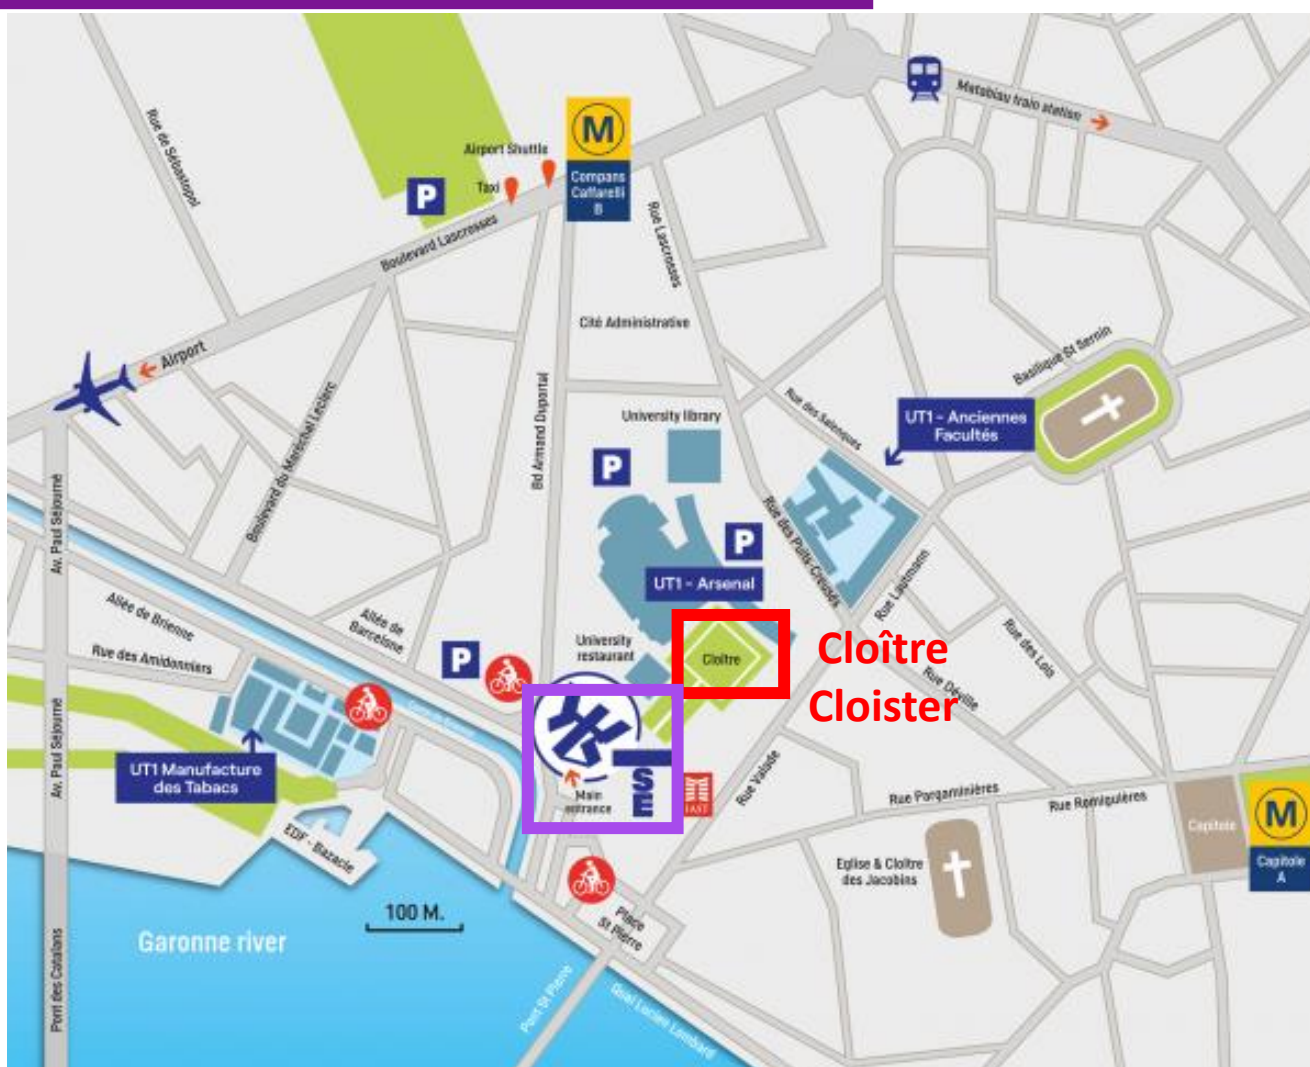 Matabiau train station
Rue de Sébastopol
M
Airport Shuttle
Compans
Caffarelli
B
P
Taxi
Rue Lascrosses
Boulevard Lascrosses
Cité Administrative
Airport
Basilique St Sernin
Bd Armand Duportal
Boulevard du Maréchal Leclerc
University library
Rue des Salenques
UT1 - Anciennes
Facultés
P
Av. Paul Séjourné
Rue des Puits-Creusés
P
UT1 - Arsenal
Rue Lautmann
Allée de Brienne
Allée de
Barcelone
University
restaurant
Cloître
Cloître
Cloister
Rue des Lois
Rue des Amidonniers
P
Rue Déville
Av. Paul Séjourné
UT1 Manufacture
des Tabacs
TSE
Main
entrance
IAST
Rue Valade
Rue Pargaminières
Rue Romiguières
Capitole
M
Capitole
A
EDF - Bazacle
Eglise & Cloître
des Jacobins
100 M.
Place
St Pierre
Garonne river
Pont des Catalans
Pont St Pierre
Quai Lucien Lombard